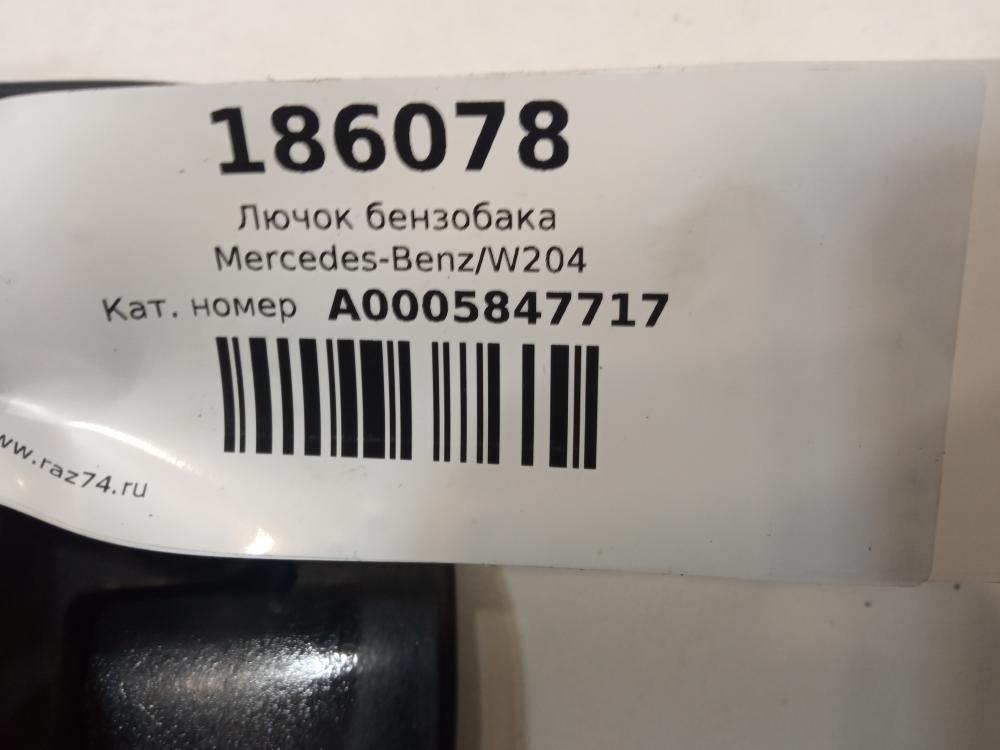 186078
Лючок бензобака
Mercedes-Benz/W204
Кат. номер A0005847717
www.raz74.ru